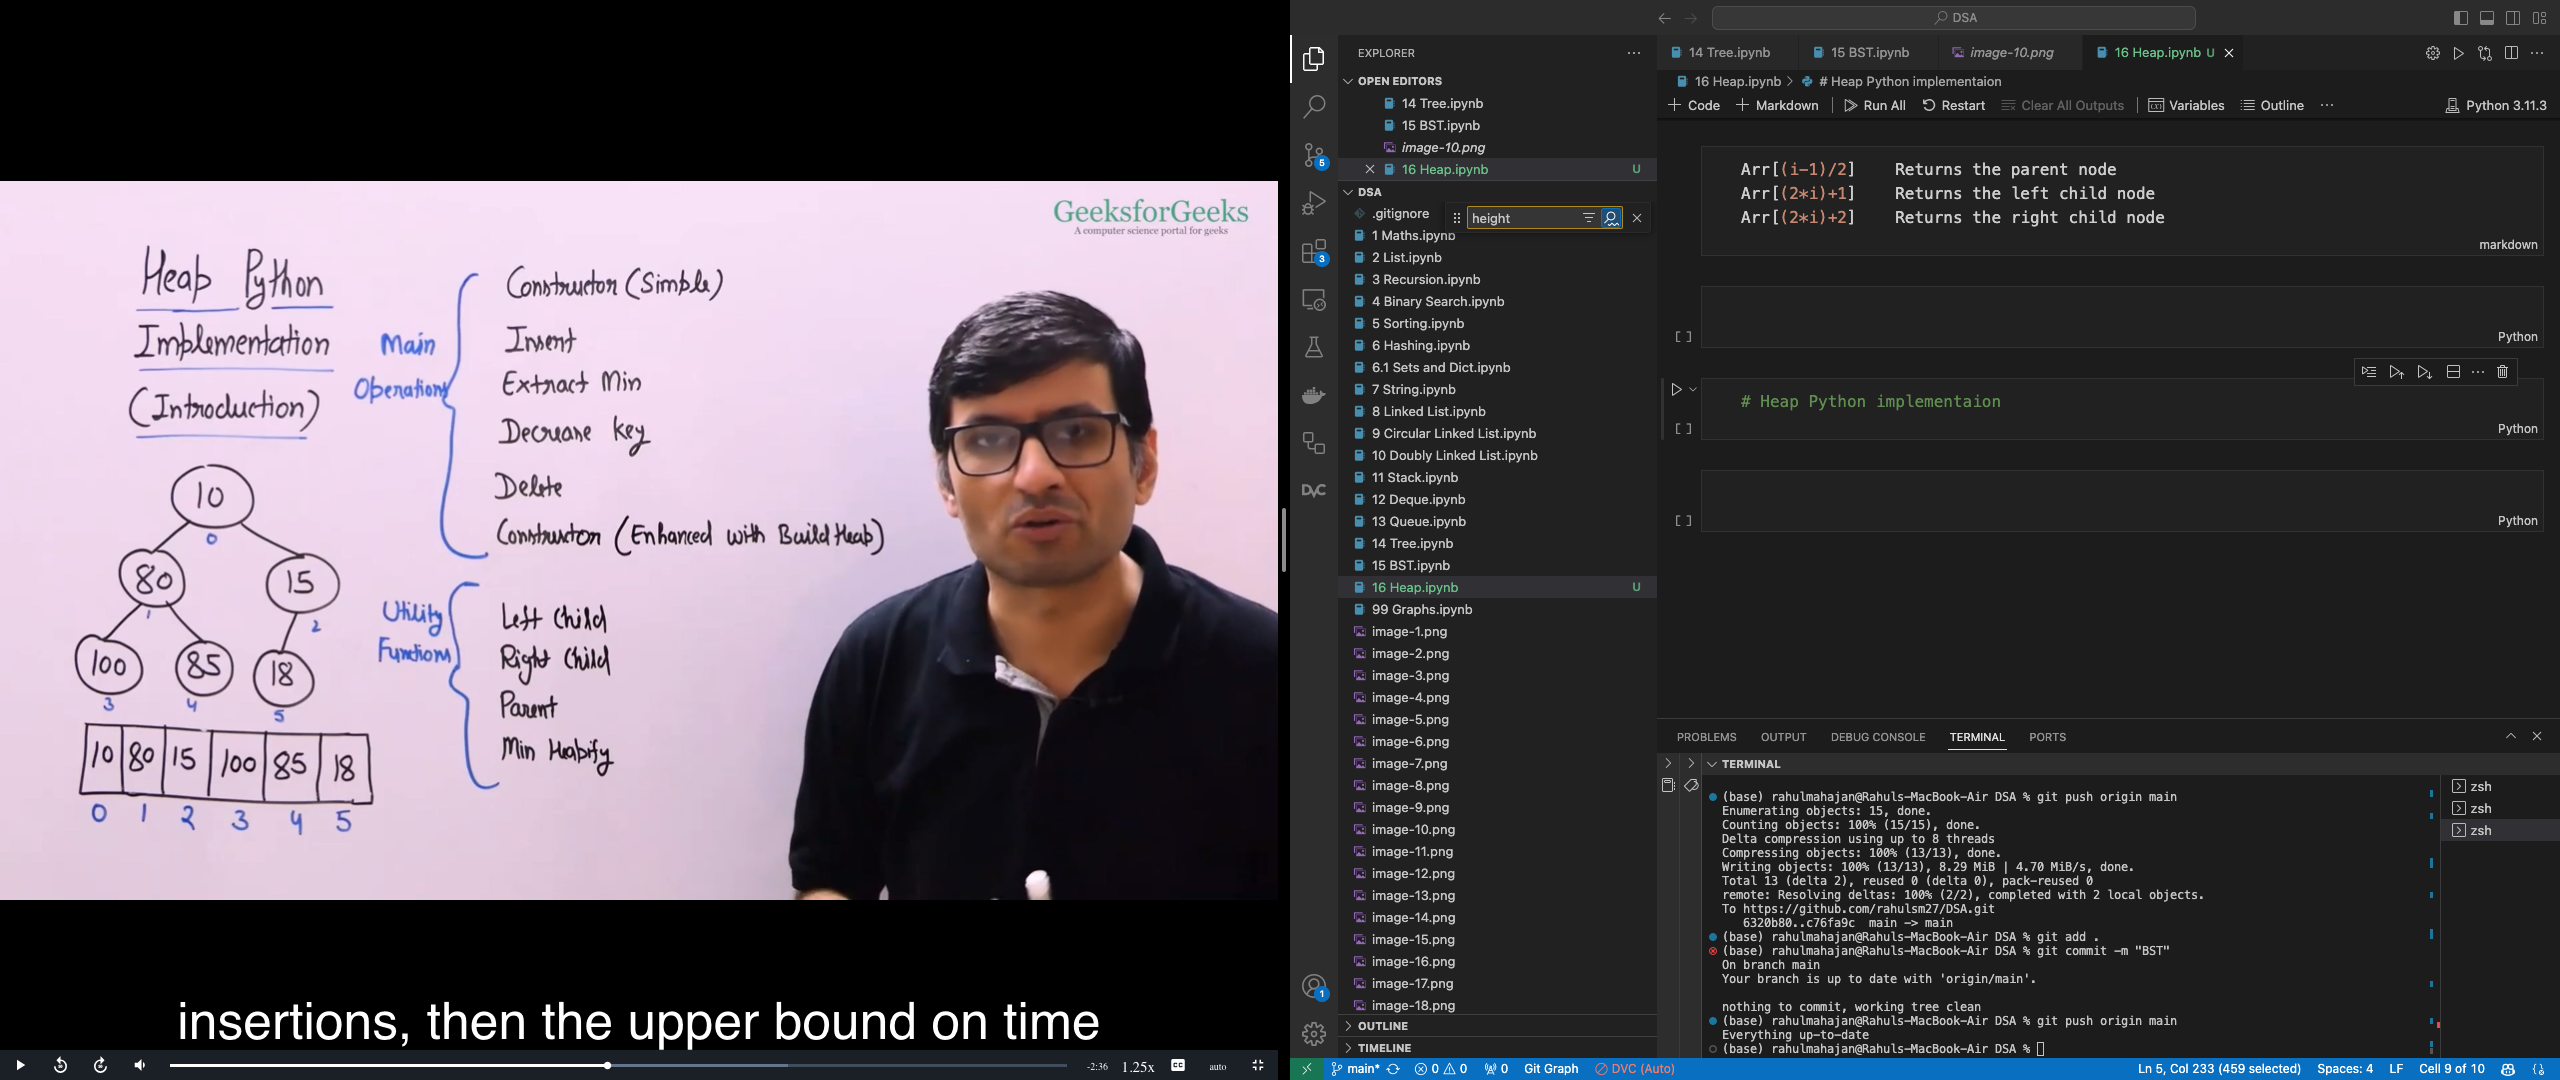 GeeksforGeeks
A computer science portal for geeks
Heap Python
Implementation
(Introduction)
Main
Operations
Constructor (Simple)
Insert
Extract Min
Decrease key
Delete
Constructor (Enhanced with Build Heap)
Utility
Functions
Left Child
Right Child
Parent
Min Heapify
10
0
80
15
1
2
100
85
18
3
4
5
10 80 15 100 85 18
0 1 2 3 4 5
insertions, then the upper bound on time
-2:36
1.25x
CC
auto
DSA
EXPLORER
OPEN EDITORS
14 Tree.ipynb
15 BST.ipynb
image-10.png
16 Heap.ipynb U
DSA
height
.gitignore
1 Maths.ipynb
2 List.ipynb
3 Recursion.ipynb
4 Binary Search.ipynb
5 Sorting.ipynb
6 Hashing.ipynb
6.1 Sets and Dict.ipynb
7 String.ipynb
8 Linked List.ipynb
9 Circular Linked List.ipynb
10 Doubly Linked List.ipynb
11 Stack.ipynb
12 Deque.ipynb
13 Queue.ipynb
14 Tree.ipynb
15 BST.ipynb
16 Heap.ipynb U
99 Graphs.ipynb
image-1.png
image-2.png
image-3.png
image-4.png
image-5.png
image-6.png
image-7.png
image-8.png
image-9.png
image-10.png
image-11.png
image-12.png
image-13.png
image-14.png
image-15.png
image-16.png
image-17.png
image-18.png
OUTLINE
TIMELINE
5
3
DVC
1
14 Tree.ipynb 15 BST.ipynb image-10.png 16 Heap.ipynb U
16 Heap.ipynb > # Heap Python implementaion
+ Code + Markdown Run All Restart Clear All Outputs Variables Outline ... Python 3.11.3
Arr[(i-1)/2] Returns the parent node
Arr[(2*i)+1] Returns the left child node
Arr[(2*i)+2] Returns the right child node
markdown
[ ] Python
# Heap Python implementaion
[ ] Python
[ ] Python
PROBLEMS OUTPUT DEBUG CONSOLE TERMINAL PORTS
TERMINAL
(base) rahulmahajan@Rahuls-MacBook-Air DSA % git push origin main
Enumerating objects: 15, done.
Counting objects: 100% (15/15), done.
Delta compression using up to 8 threads
Compressing objects: 100% (13/13), done.
Writing objects: 100% (13/13), 8.29 MiB | 4.70 MiB/s, done.
Total 13 (delta 2), reused 0 (delta 0), pack-reused 0
remote: Resolving deltas: 100% (2/2), completed with 2 local objects.
To https://github.com/rahulsm27/DSA.git
6320b80..c76fa9c main -> main
(base) rahulmahajan@Rahuls-MacBook-Air DSA % git add .
(base) rahulmahajan@Rahuls-MacBook-Air DSA % git commit -m "BST"
On branch main
Your branch is up to date with 'origin/main'.
nothing to commit, working tree clean
(base) rahulmahajan@Rahuls-MacBook-Air DSA % git push origin main
Everything up-to-date
(base) rahulmahajan@Rahuls-MacBook-Air DSA %
zsh
zsh
zsh
main* 0 0 0 Git Graph DVC (Auto) Ln 5, Col 233 (459 selected) Spaces: 4 LF Cell 9 of 10